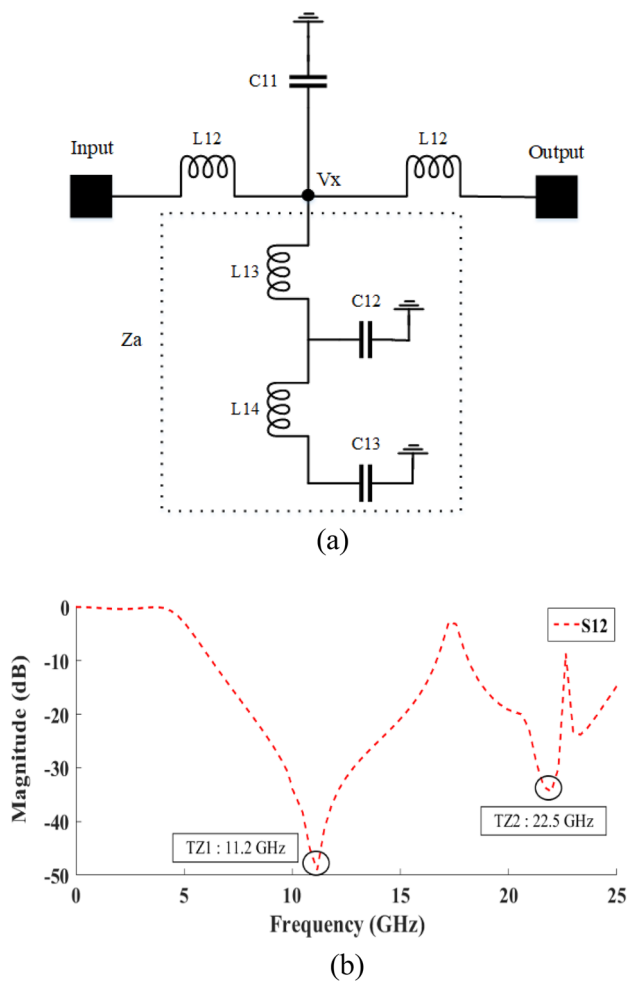 C11
L12
L12
Input
Vx
Output
L13
C12
Za
L14
C13
(a)
0
-10
-20
-30
-40
-50
S12
TZ1 : 11.2 GHz
TZ2 : 22.5 GHz
Magnitude (dB)
0
5
10
15
20
25
Frequency (GHz)
(b)